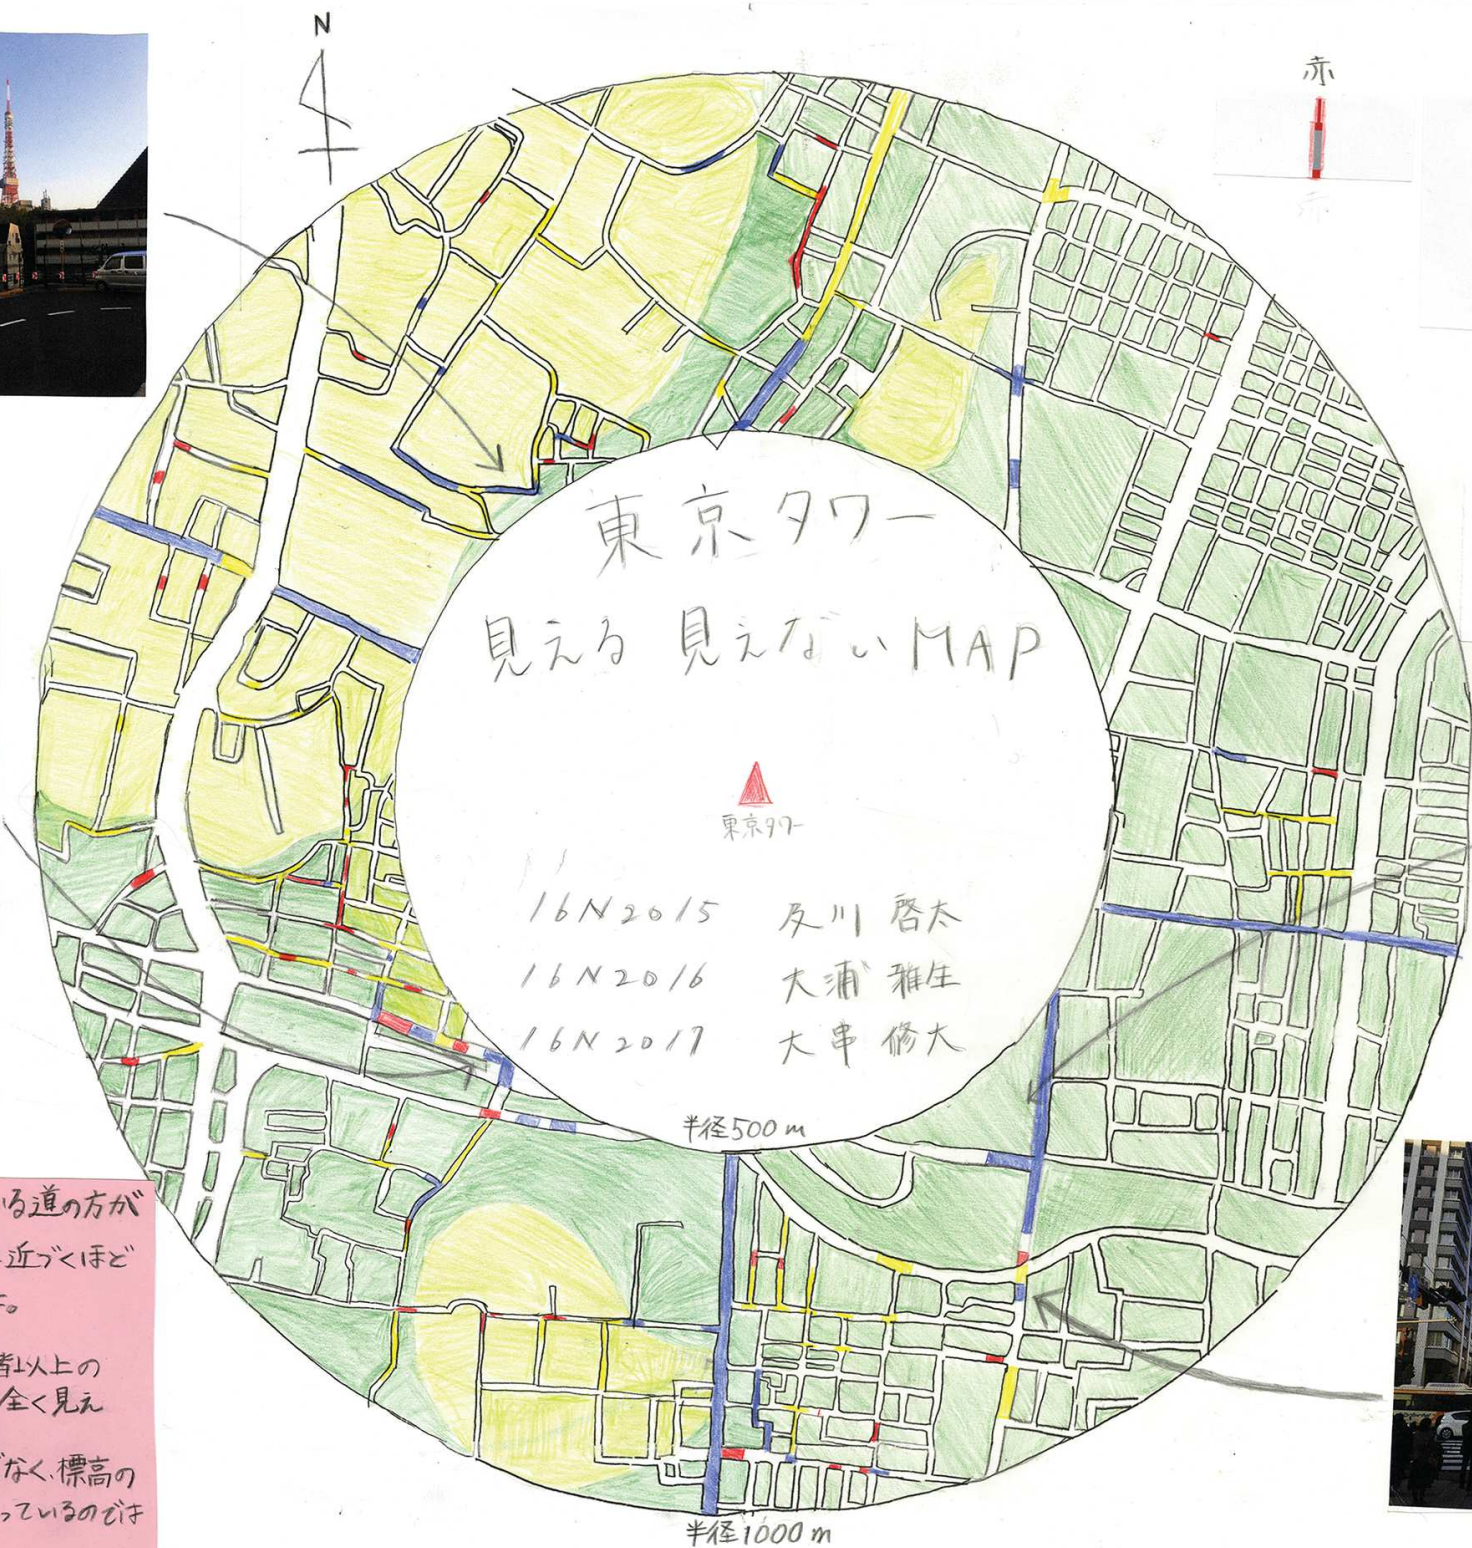 N
赤
東京タワー
見える 見えないMAP
東京タワー
16N2015 及川 啓太
16N2016 大浦 雅生
16N2017 大串 修大
半径500m
半径1000m
る道の方が
近づくほど
以上の
全く見え
なく、標高の
っているのでは